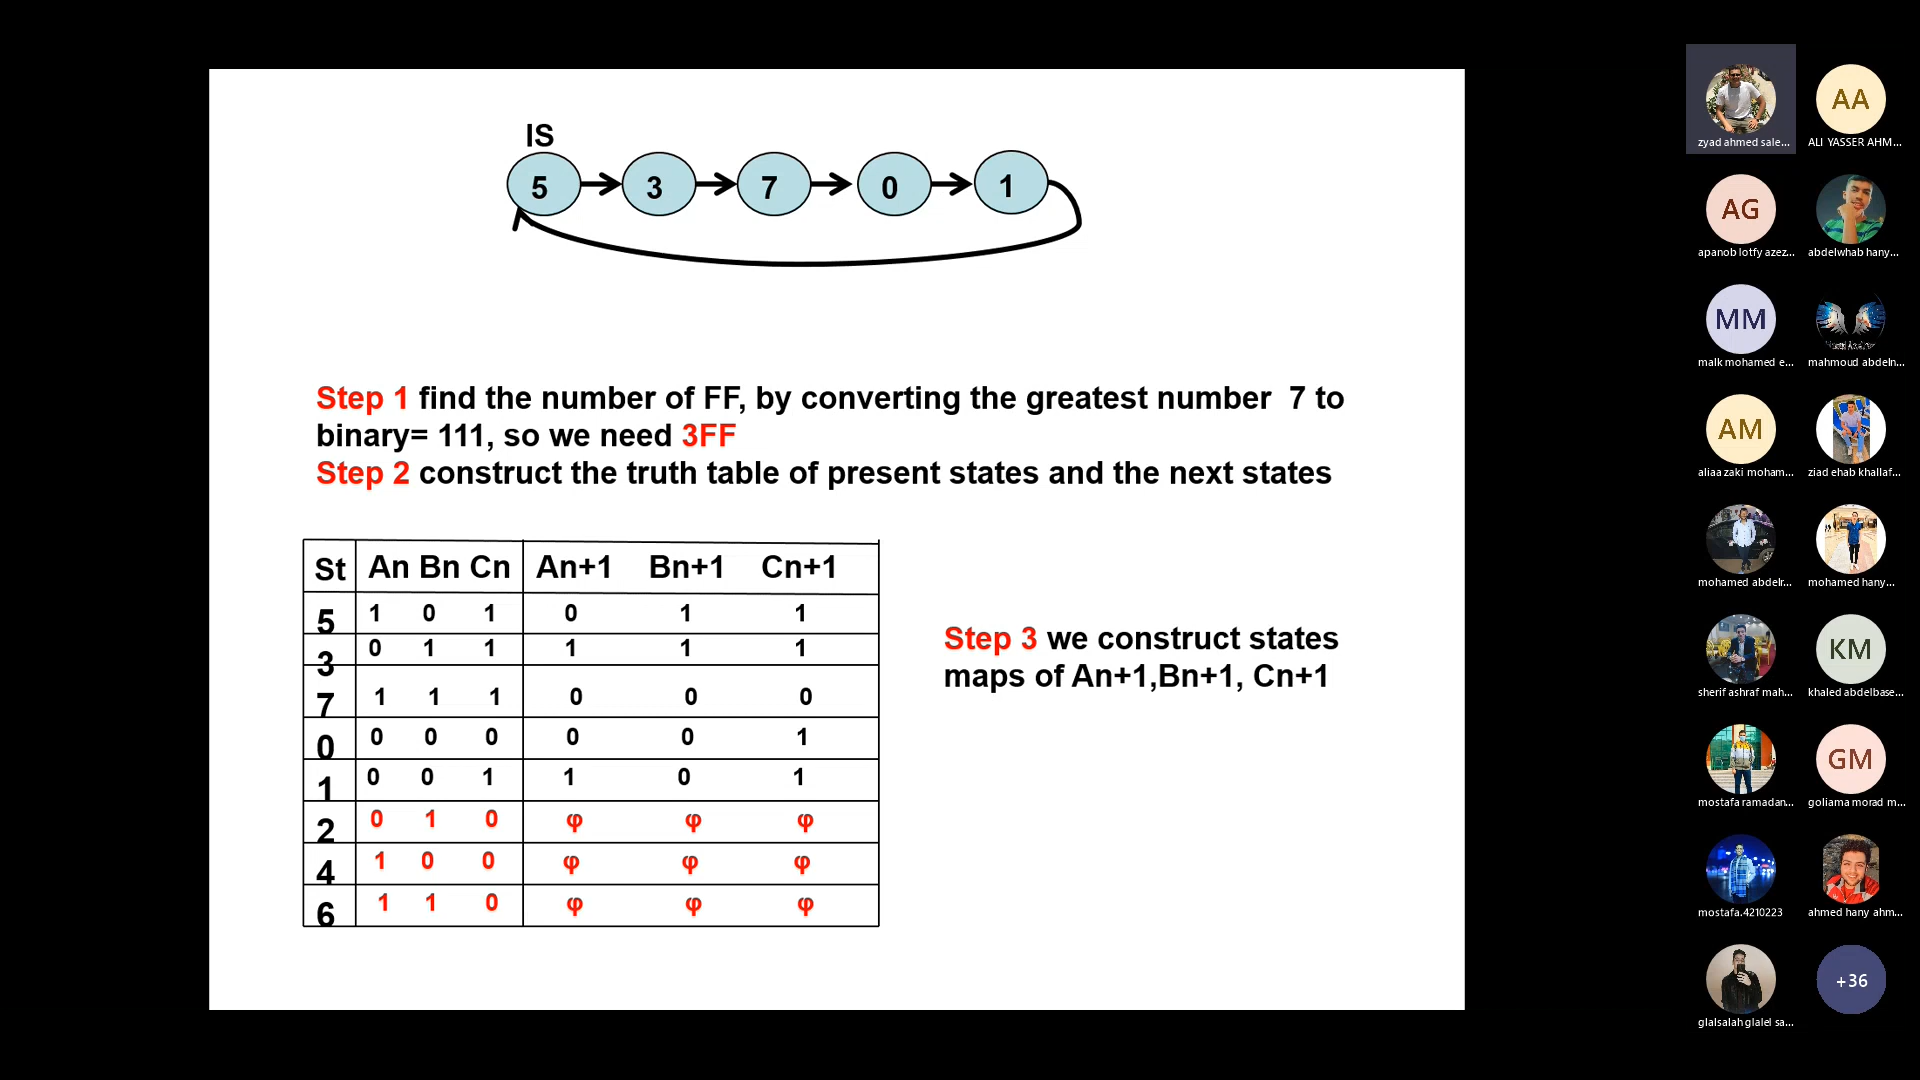 IS
5 3 7 0 1
Step 1 find the number of FF, by converting the greatest number 7 to
binary= 111, so we need 3FF
Step 2 construct the truth table of present states and the next states
St An Bn Cn An+1 Bn+1 Cn+1
5 1 0 1 0 1 1
3 0 1 1 1 1 1
7 1 1 1 0 0 0
0 0 0 0 0 0 1
1 0 0 1 1 0 1
2 0 1 0 φ φ φ
4 1 0 0 φ φ φ
6 1 1 0 φ φ φ
Step 3 we construct states
maps of An+1,Bn+1, Cn+1
AA
zyad ahmed sale... ALI YASSER AHM...
AG
apanob lotfy azez... abdelwhab hany...
MM
malk mohamed e... mahmoud abdeln...
AM
aliaa zaki moham... ziad ehab khallaf...
mohamed abdelr... mohamed hany...
KM
sherif ashraf mah... khaled abdelbase...
GM
mostafa ramadan... goliama morad m...
mostafa.4210223 ahmed hany ahm...
+36
glalsalah glalel sa...